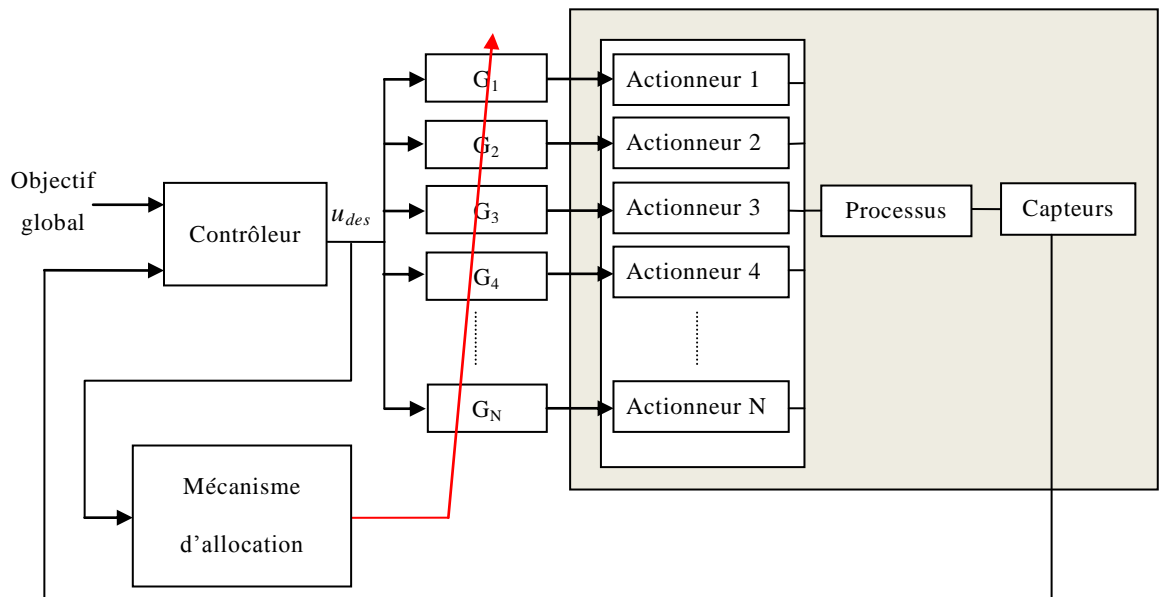 G₁
Actionneur 1
G₂
Actionneur 2
Objectif
global
Contrôleur
u_des
G₃
Actionneur 3
Processus
Capteurs
G₄
Actionneur 4
G_N
Actionneur N
Mécanisme
d’allocation